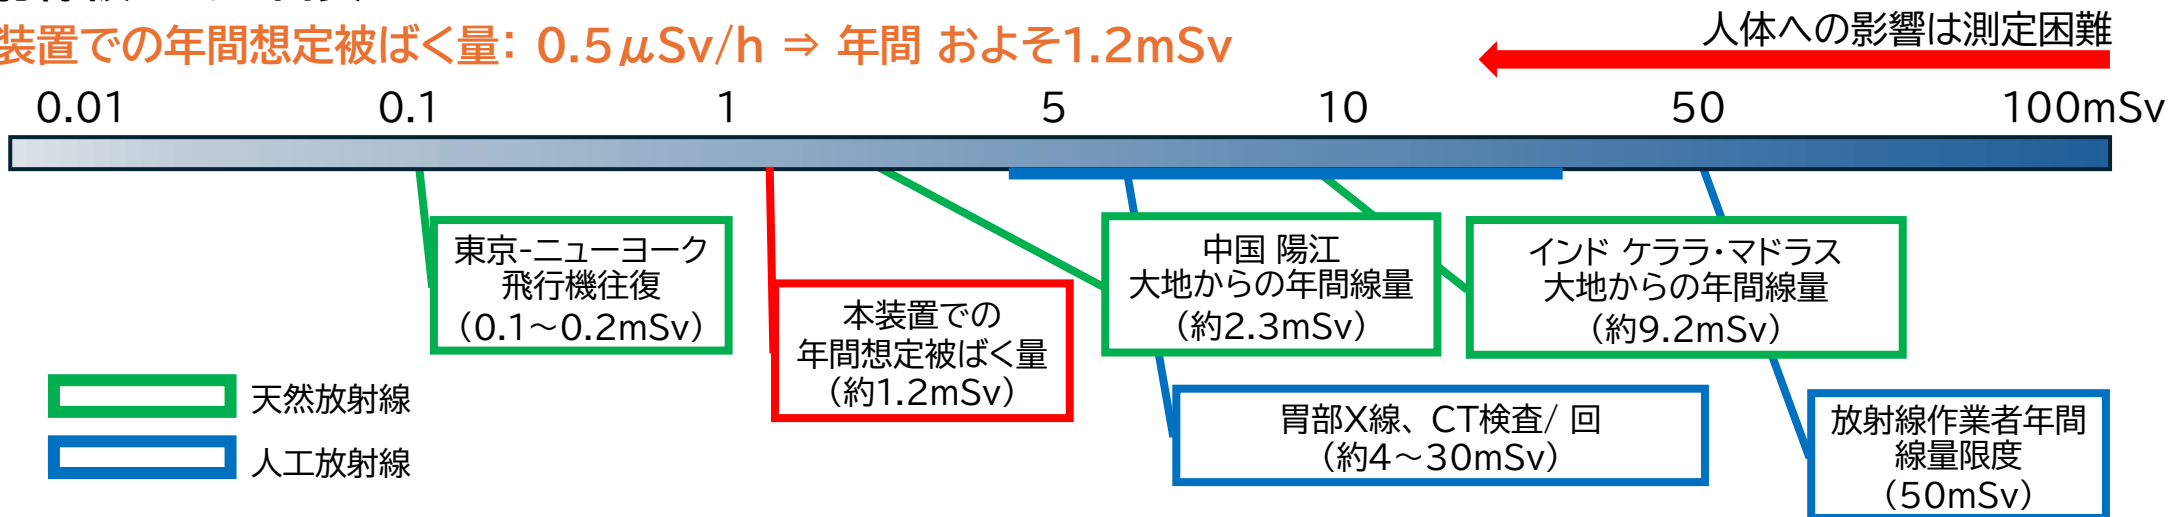 装置での年間想定被ばく量： 0.5μSv/h ⇒ 年間 およそ1.2mSv
人体への影響は測定困難
0.01 0.1 1 5 10 50 100mSv
東京-ニューヨーク
飛行機往復
（0.1～0.2mSv）
本装置での
年間想定被ばく量
（約1.2mSv）
中国 陽江
大地からの年間線量
（約2.3mSv）
インド ケララ・マドラス
大地からの年間線量
（約9.2mSv）
胃部X線、CT検査/ 回
（約4～30mSv）
放射線作業者年間
線量限度
（50mSv）
天然放射線
人工放射線